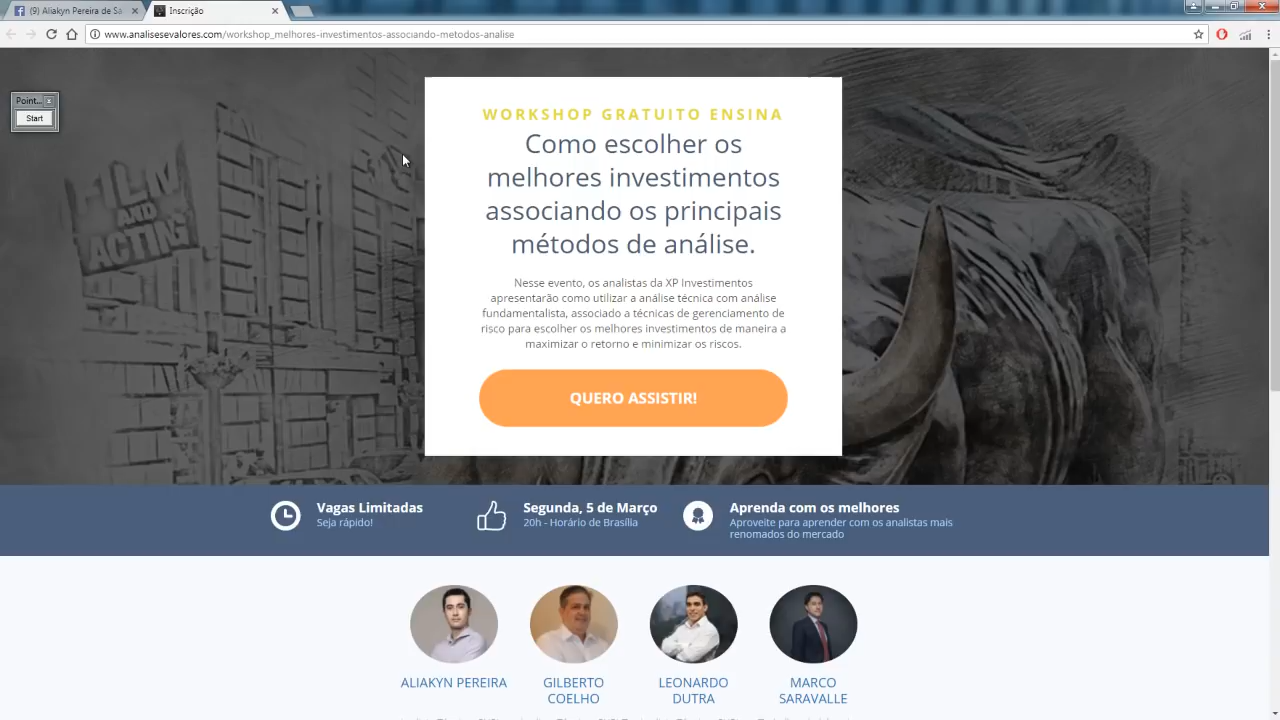 (9) Aliakyn Pereira de Sá
Inscrição
www.analisesevalores.com/workshop_melhores-investimentos-associando-metodos-analise
Point...
Start
FILM
AND
ACTING
WORKSHOP GRATUITO ENSINA
Como escolher os
melhores investimentos
associando os principais
métodos de análise.
Nesse evento, os analistas da XP Investimentos
apresentarão como utilizar a análise técnica com análise
fundamentalista, associado a técnicas de gerenciamento de
risco para escolher os melhores investimentos de maneira a
maximizar o retorno e minimizar os riscos.
QUERO ASSISTIR!
Vagas Limitadas
Seja rápido!
Segunda, 5 de Março
20h - Horário de Brasília
Aprenda com os melhores
Aproveite para aprender com os analistas mais
renomados do mercado
ALIAKYN PEREIRA
GILBERTO
COELHO
LEONARDO
DUTRA
MARCO
SARAVALLE